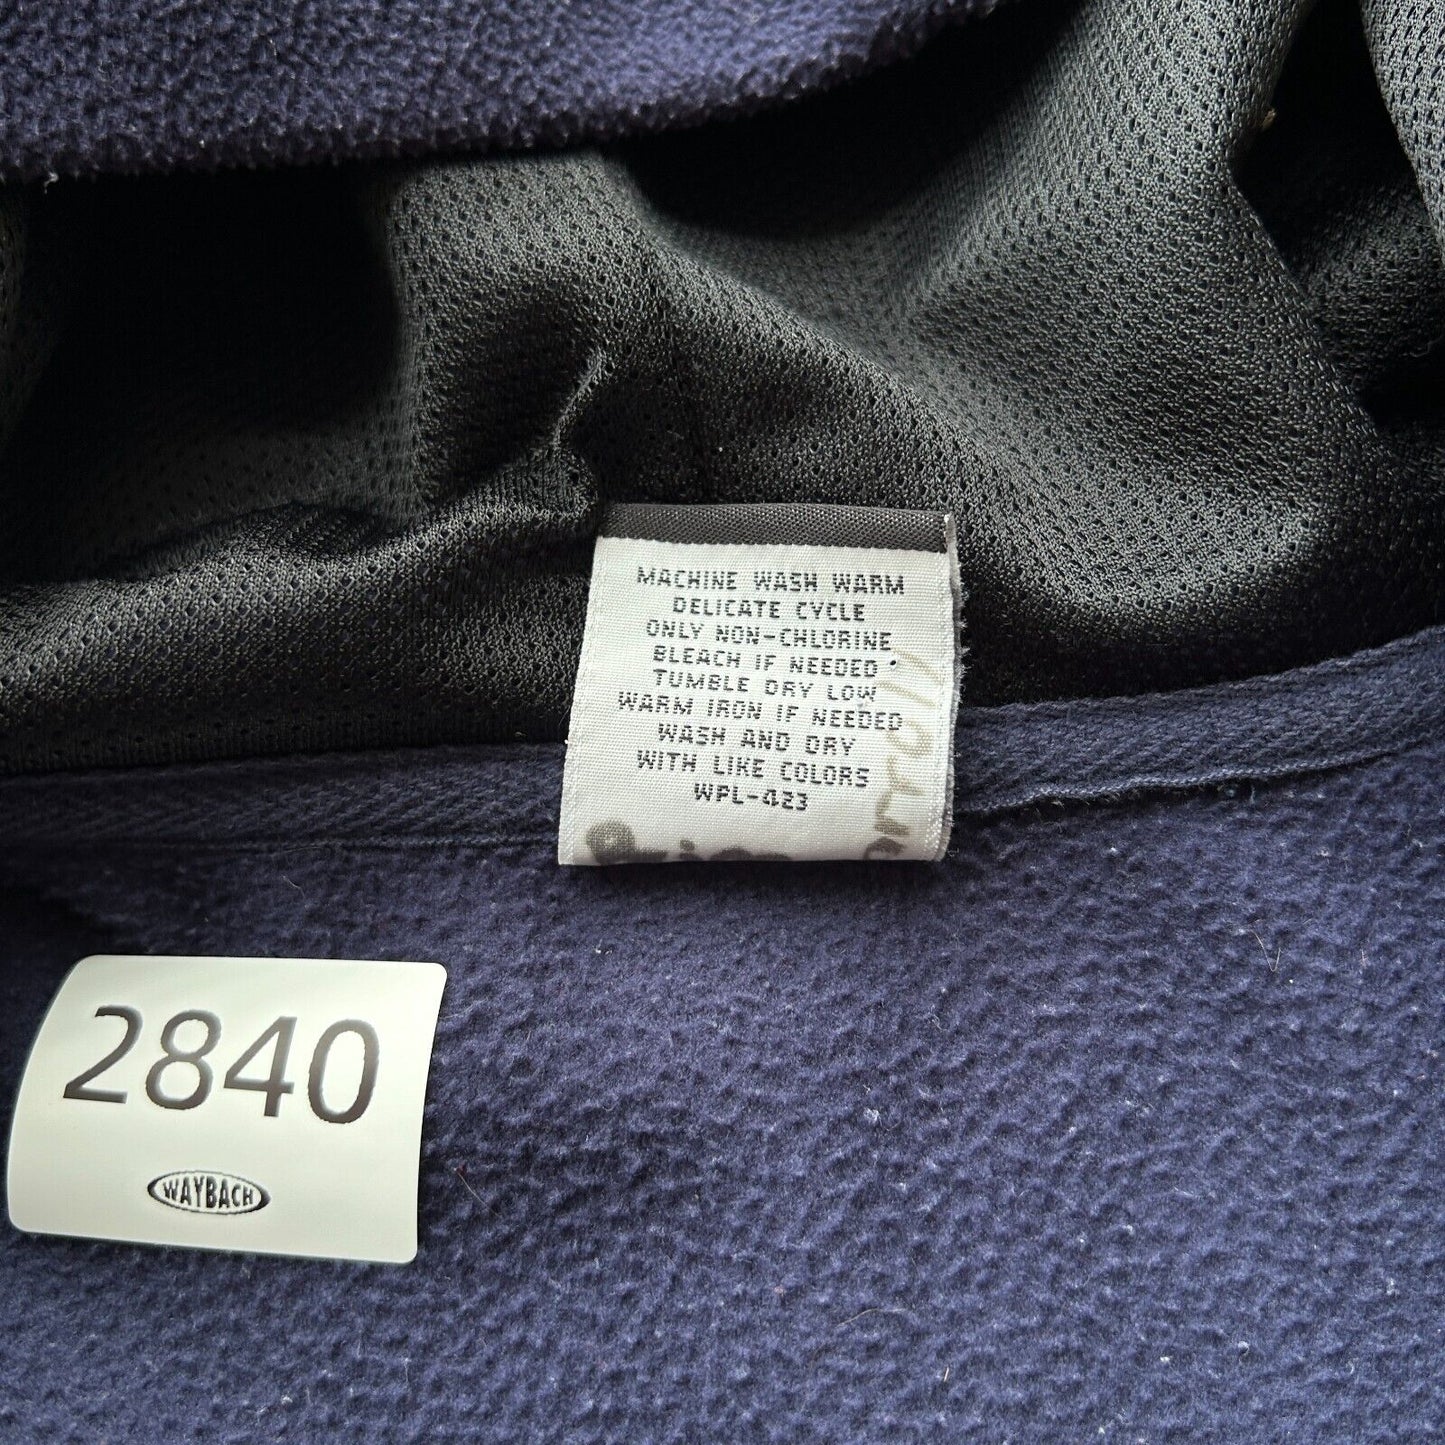 MACHINE WASH WARM
DELICATE CYCLE
ONLY NON-CHLORINE
BLEACH IF NEEDED
TUMBLE DRY LOW
WARM IRON IF NEEDED
WASH AND DRY
WITH LIKE COLORS
WPL-423
2840
WAYBACH